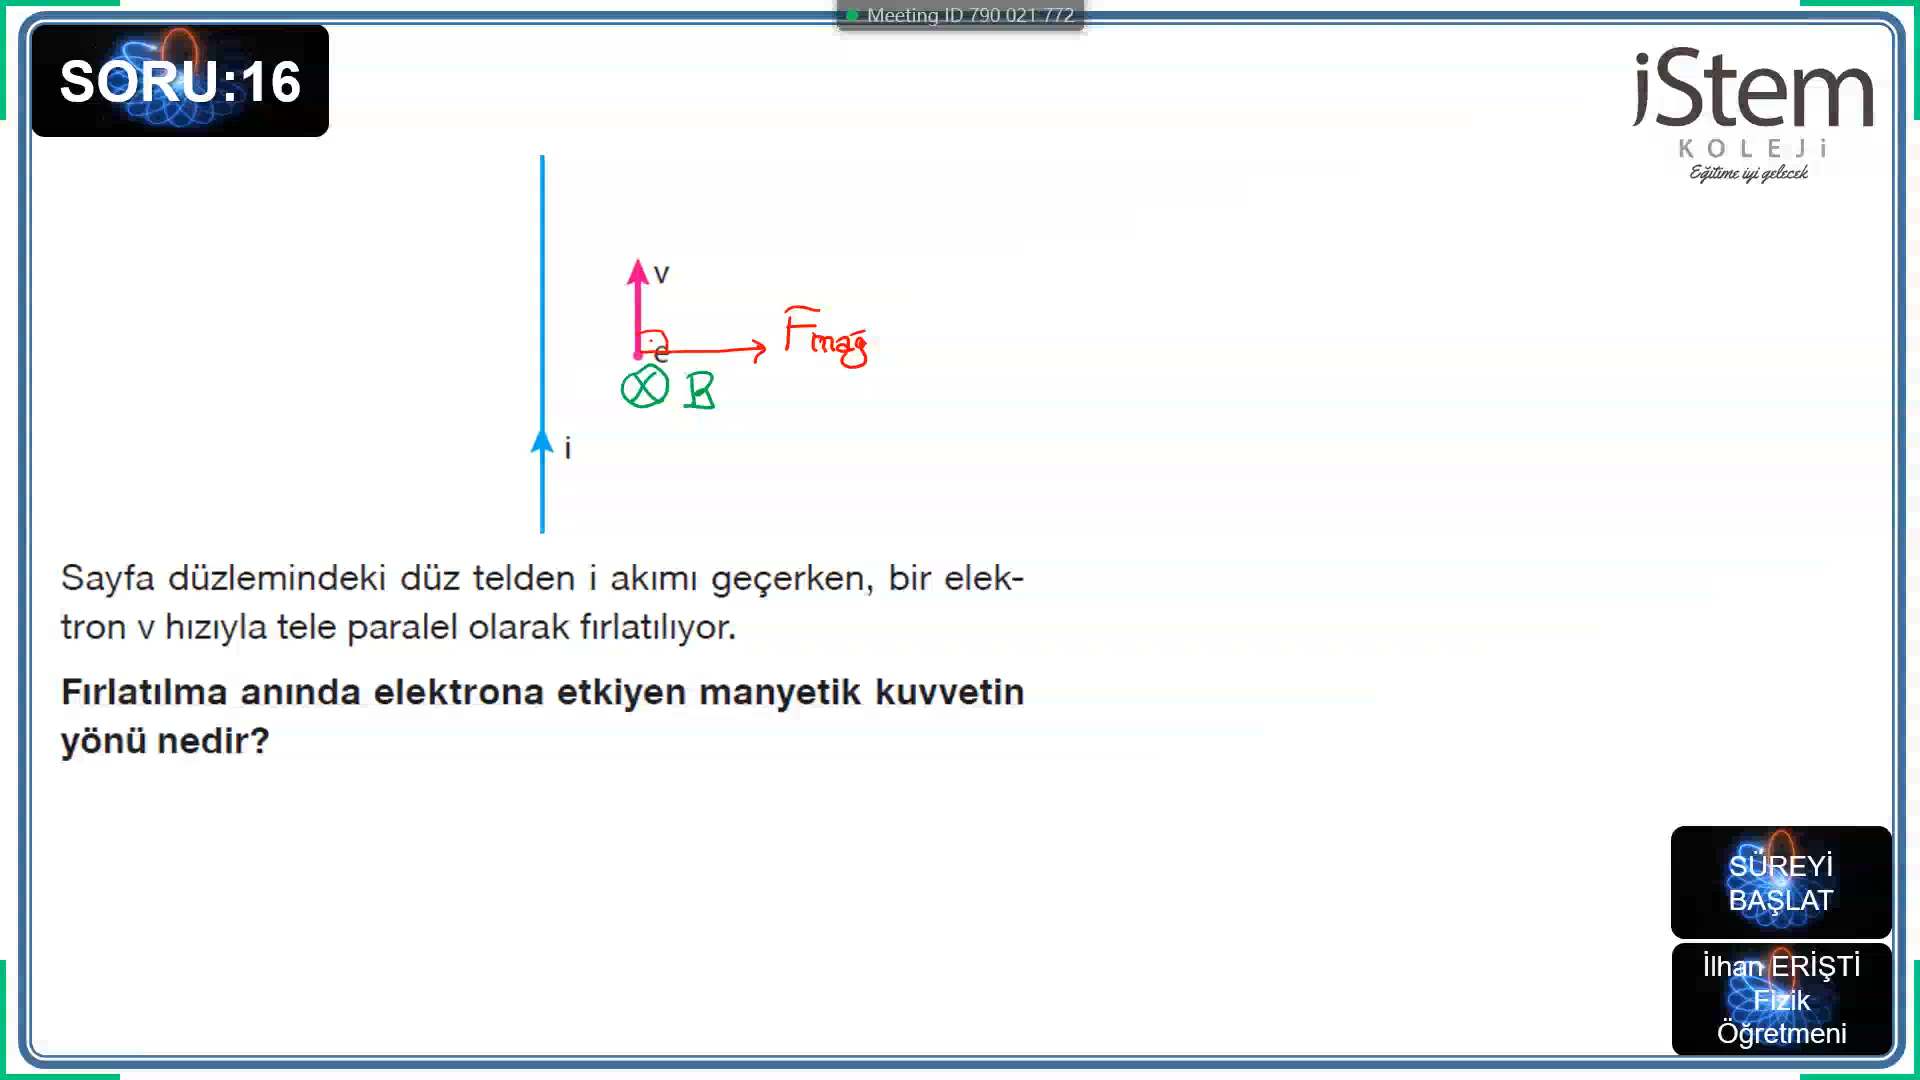 Meeting ID 790 021 772
SORU:16
iStem
KOLEJi
Eğitime iyi gelecek
v
Fmağ
e
B
i
Sayfa düzlemindeki düz telden i akımı geçerken, bir elek-
tron v hızıyla tele paralel olarak fırlatılıyor.
Fırlatılma anında elektrona etkiyen manyetik kuvvetin
yönü nedir?
SÜREYİ
BAŞLAT
İlhan ERİŞTİ
Fizik
Öğretmeni